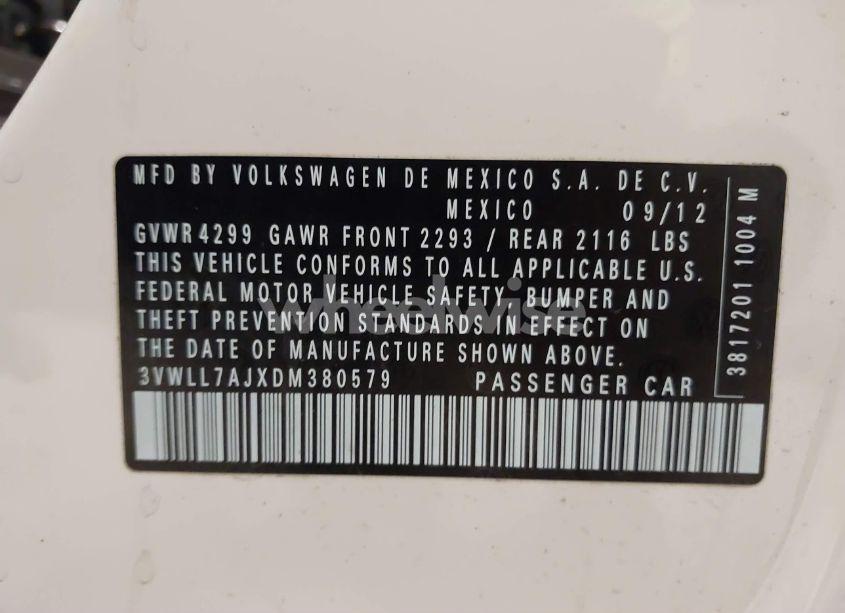 MFD BY VOLKSWAGEN DE MEXICO S.A. DE C.V.
MEXICO 09/12
GVWR 4299 GAWR FRONT 2293 / REAR 2116 LBS
THIS VEHICLE CONFORMS TO ALL APPLICABLE U.S.
FEDERAL MOTOR VEHICLE SAFETY, BUMPER AND
THEFT PREVENTION STANDARDS IN EFFECT ON
THE DATE OF MANUFACTURE SHOWN ABOVE.
3VWLL7AJXDM380579 PASSENGER CAR
3817201 1004 M
wheelwise